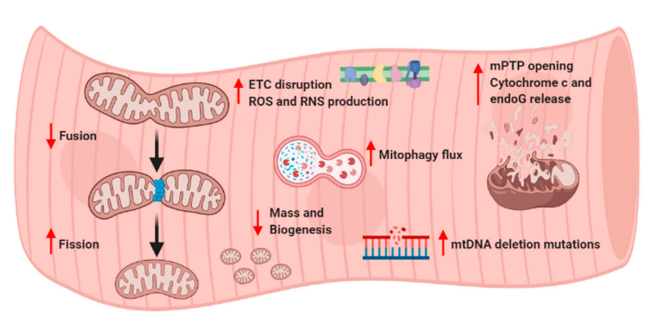 Fusion
Fission
ETC disruption
ROS and RNS production
Mitophagy flux
Mass and
Biogenesis
mPTP opening
Cytochrome c and
endoG release
mtDNA deletion mutations